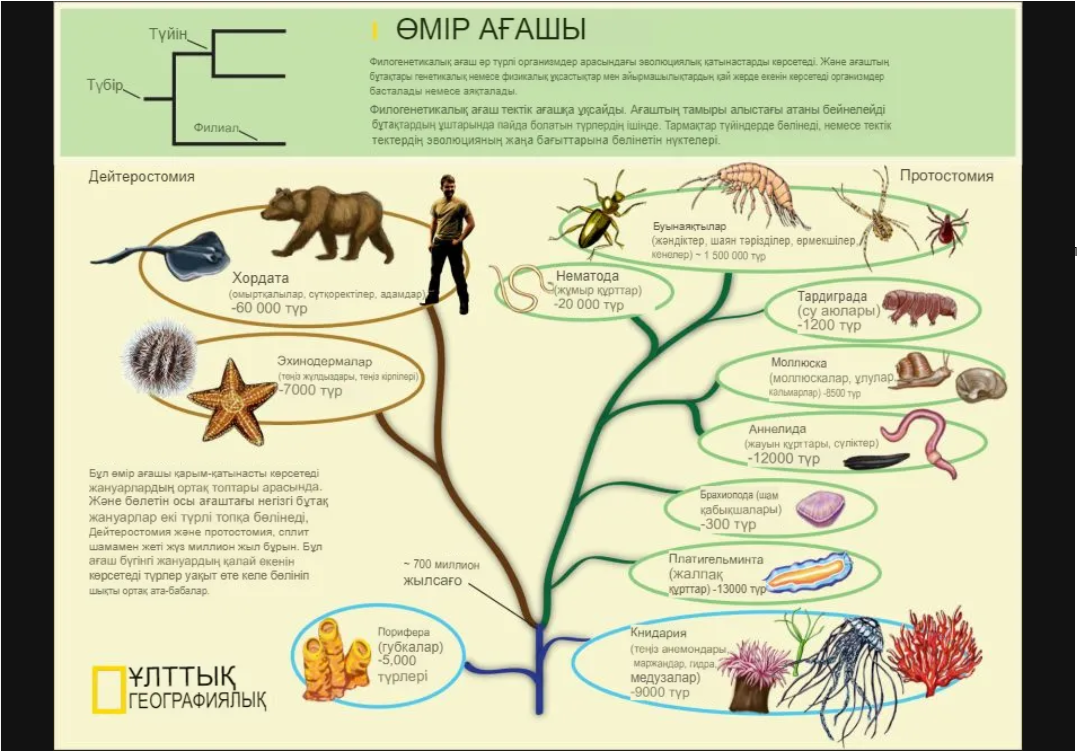 Түйін
Түбір
Филиал
ӨМІР АҒАШЫ
Филогенетикалық ағаш әр түрлі организмдер арасындағы эволюциялық қатынастарды көрсетеді. Және ағаштың
бұтақтары генетикалық немесе физикалық ұқсастықтар мен айырмашылықтардың қай жерде екенін көрсетеді организмдер
басталады немесе аяқталады.
Филогенетикалық ағаш тектік ағашқа ұқсайды. Ағаштың тамыры алыстағы атаны бейнелейді
бұтақтардың ұштарында пайда болатын түрлердің ішінде. Тармақтар түйіндерде бөлінеді, немесе тектік
тектердің эволюцияның жаңа бағыттарына бөлінетін нүктелері.
Дейтеростомия
Протостомия
Хордата
(омыртқалылар, сүтқоректілер, адамдар)
-60 000 түр
Эхинодермалар
(теңіз жұлдыздары, теңіз кірпілері)
-7000 түр
Буынаяқтылар
(жәндіктер, шаян тәрізділер, өрмекшілер,
кенелер) ~ 1 500 000 түр
Нематода
(жұмыр құрттар)
-20 000 түр
Тардиграда
(су аюлары)
-1200 түр
Моллюска
(моллюскалар, ұлулар,
кальмарлар) -8500 түр
Аннелида
(жауын құрттары, сүліктер)
-12000 түр
Брахиопода (шам
қабықшалары)
-300 түр
Платигельминта
(жалпақ
құрттар) -13000 түр
Книдария
(теңіз анемондары,
маржандар, гидра,
медузалар)
-9000 түр
Порифера
(губкалар)
-5,000
түрлері
~ 700 миллион
жылсағо
Бұл өмір ағашы қарым-қатынасты көрсетеді
жануарлардың ортақ топтары арасында.
Және бөлетін осы ағаштағы негізгі бұтақ
жануарлар екі түрлі топқа бөлінеді,
Дейтеростомия және протостомия, сплит
шамамен жеті жүз миллион жыл бұрын. Бұл
ағаш бүгінгі жануардың қалай екенін
көрсетеді түрлер уақыт өте келе бөлініп
шықты ортақ ата-бабалар.
ҰЛТТЫҚ
ГЕОГРАФИЯЛЫҚ